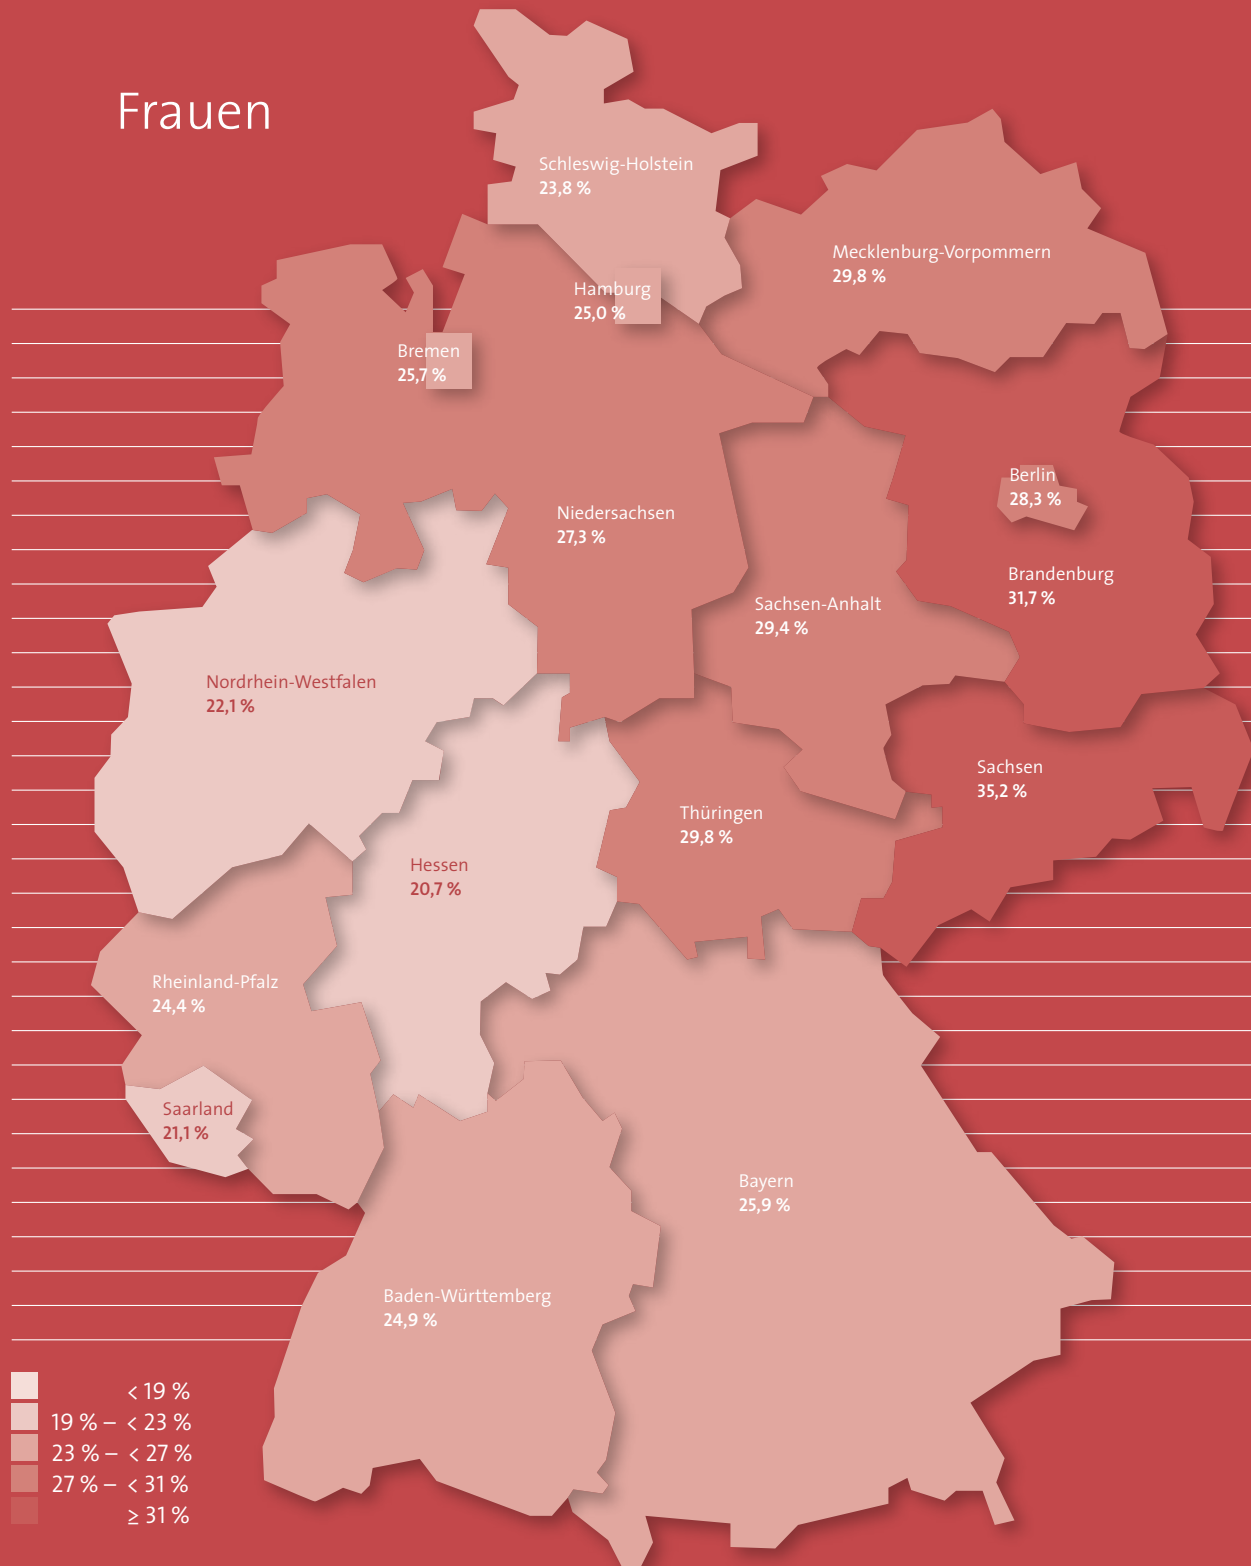 Frauen
Schleswig-Holstein
23,8 %
Mecklenburg-Vorpommern
29,8 %
Hamburg
25,0 %
Bremen
25,7 %
Berlin
28,3 %
Niedersachsen
27,3 %
Brandenburg
31,7 %
Sachsen-Anhalt
29,4 %
Nordrhein-Westfalen
22,1 %
Sachsen
35,2 %
Thüringen
29,8 %
Hessen
20,7 %
Rheinland-Pfalz
24,4 %
Saarland
21,1 %
Bayern
25,9 %
Baden-Württemberg
24,9 %
< 19 %
19 % – < 23 %
23 % – < 27 %
27 % – < 31 %
≥ 31 %